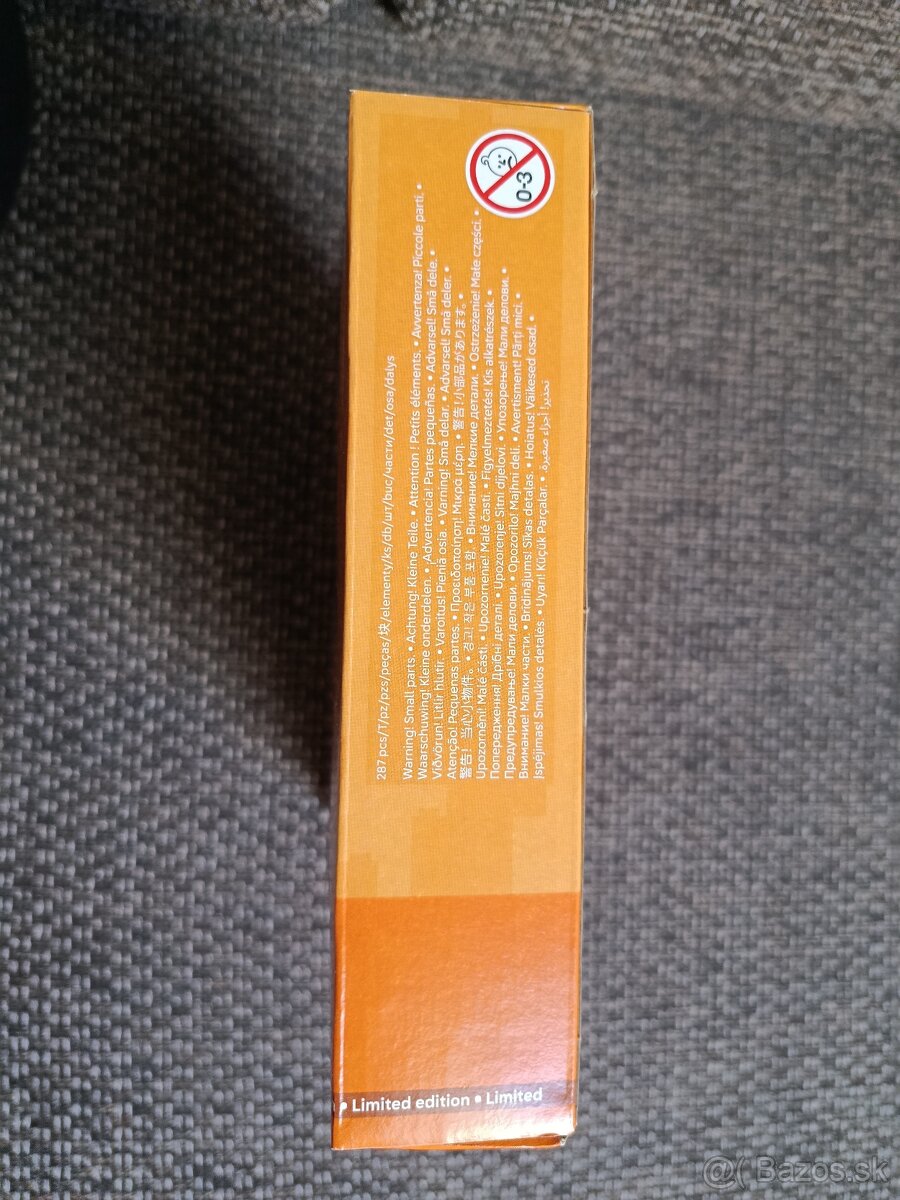 287 pcs/T/pz/pzs/peças/块/elementy/ks/db/шт/buc/части/det/osa/dalys
Warning! Small parts. • Achtung! Kleine Teile. • Attention ! Petits éléments. • Avvertenza! Piccole parti. •
Waarschuwing! Kleine onderdelen. • ¡Advertencia! Partes pequeñas. • Advarsel! Små dele. •
Viðvörun! Litlir hlutir. • Varoitus! Pieniä osia. • Varning! Små delar. • Advarsel! Små deler. •
Atenção! Pequenas partes. • Προειδοποίηση! Μικρά μέρη. • 警告!小部品があります。 •
警告! 当心小物件。 • 경고! 작은 부품 포함. • Внимание! Мелкие детали. • Ostrzeżenie! Małe części. •
Upozornění! Malé části. • Upozornenie! Malé časti. • Figyelmeztetés! Kis alkatrészek. •
Попередження! Дрібні деталі. • Upozorenje! Sitni dijelovi. • Упозорење! Мали делови. •
Предупредување! Мали делови. • Opozorilo! Majhni deli. • Avertisment! Părți mici. •
Внимание! Малки части. • Brīdinājums! Sīkas detaļas. • Hoiatus! Väikesed osad. •
Įspėjimas! Smulkios detalės. • Uyarı! Küçük Parçalar. • تحذير! أجزاء صغيرة
0-3
• Limited edition • Limited
@( Bazos.sk